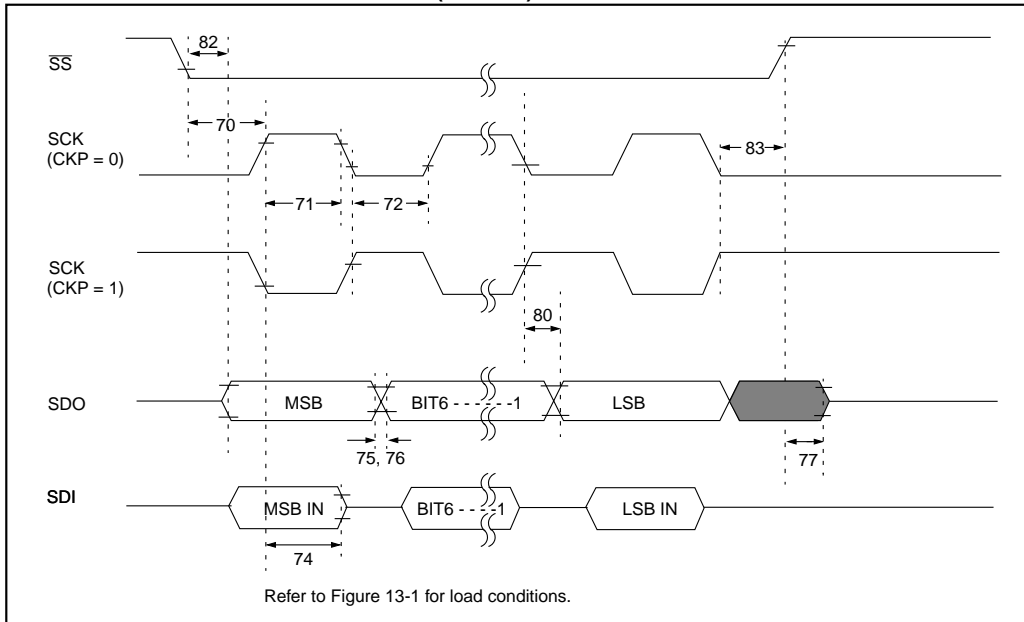 82
SS
70
SCK
(CKP = 0)
83
71
72
SCK
(CKP = 1)
80
SDO
MSB
BIT6 - - - - - -1
LSB
75, 76
77
SDI
MSB IN
BIT6 - - - -1
LSB IN
74
Refer to Figure 13-1 for load conditions.